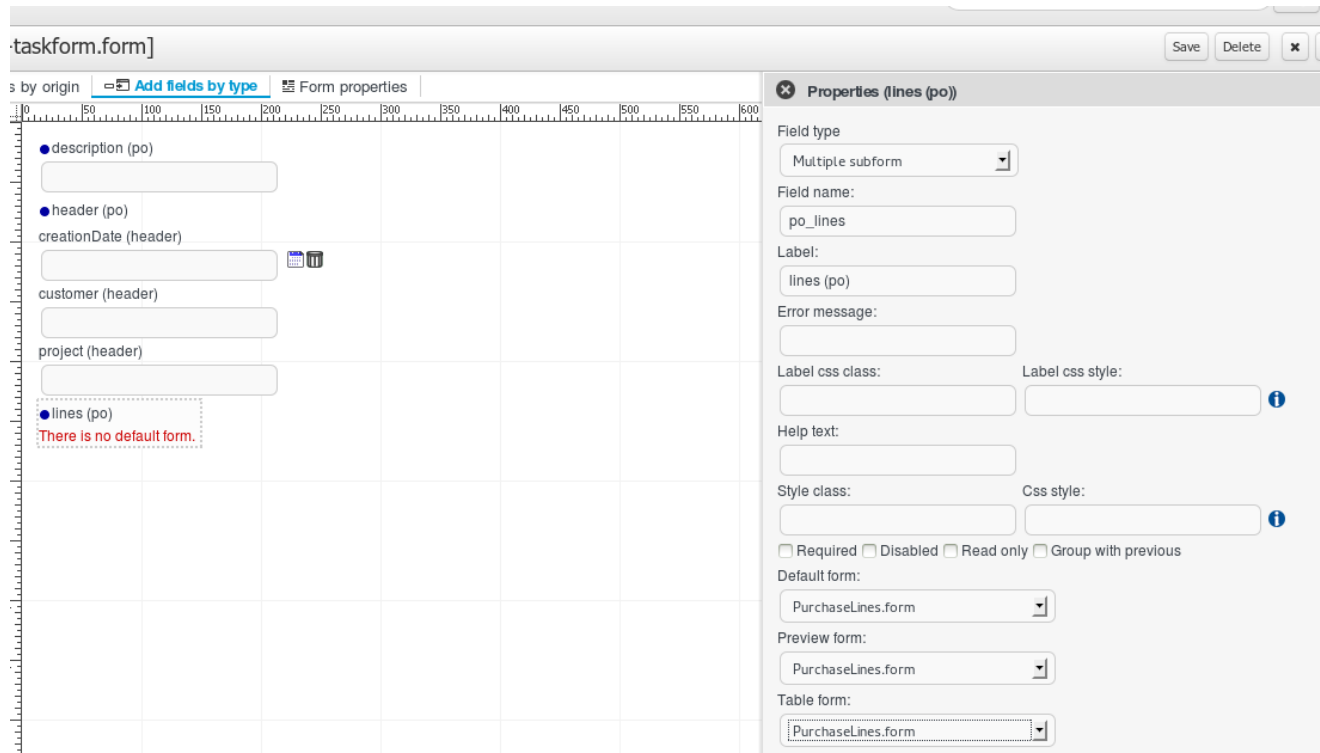 -taskform.form]
Save Delete ×
s by origin Add fields by type Form properties
Properties (lines (po))
0 50 100 150 200 250 300 350 400 450 500 550 600
Field type
Multiple subform
Field name:
po_lines
Label:
lines (po)
Error message:
Label css class: Label css style:
Help text:
Style class: Css style:
Required Disabled Read only Group with previous
Default form:
PurchaseLines.form
Preview form:
PurchaseLines.form
Table form:
PurchaseLines.form
description (po)
header (po)
creationDate (header)
customer (header)
project (header)
lines (po)
There is no default form.